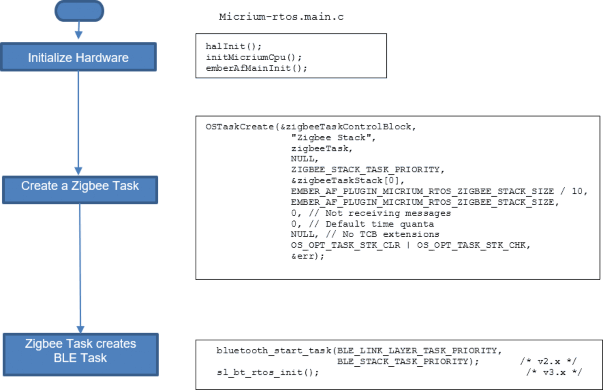 Micrium-rtos.main.c
Initialize Hardware
halInit();
initMicriumCpu();
emberAfMainInit();
Create a Zigbee Task
OSTaskCreate(&zigbeeTaskControlBlock,
"Zigbee Stack",
zigbeeTask,
NULL,
ZIGBEE_STACK_TASK_PRIORITY,
&zigbeeTaskStack[0],
EMBER_AF_PLUGIN_MICRIUM_RTOS_ZIGBEE_STACK_SIZE / 10,
EMBER_AF_PLUGIN_MICRIUM_RTOS_ZIGBEE_STACK_SIZE,
0, // Not receiving messages
0, // Default time quanta
NULL, // No TCB extensions
OS_OPT_TASK_STK_CLR | OS_OPT_TASK_STK_CHK,
&err);
Zigbee Task creates
BLE Task
bluetooth_start_task(BLE_LINK_LAYER_TASK_PRIORITY,
BLE_STACK_TASK_PRIORITY); /* v2.x */
sl_bt_rtos_init(); /* v3.x */